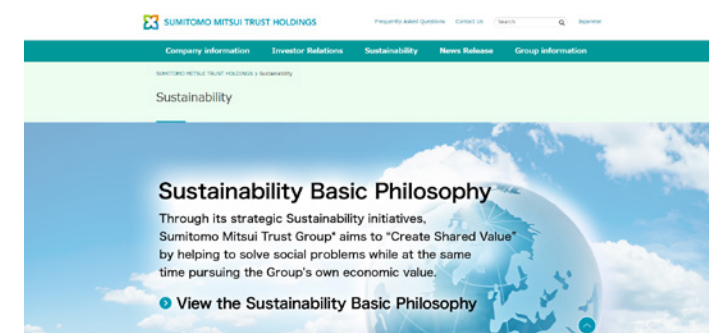 SUMITOMO MITSUI TRUST HOLDINGS
Frequently Asked Questions Contact Us Search Japanese
Company information Investor Relations Sustainability News Release Group information
SUMITOMO MITSUI TRUST HOLDINGS > Sustainability
Sustainability
Sustainability Basic Philosophy
Through its strategic Sustainability initiatives,
Sumitomo Mitsui Trust Group* aims to "Create Shared Value"
by helping to solve social problems while at the same
time pursuing the Group's own economic value.
View the Sustainability Basic Philosophy